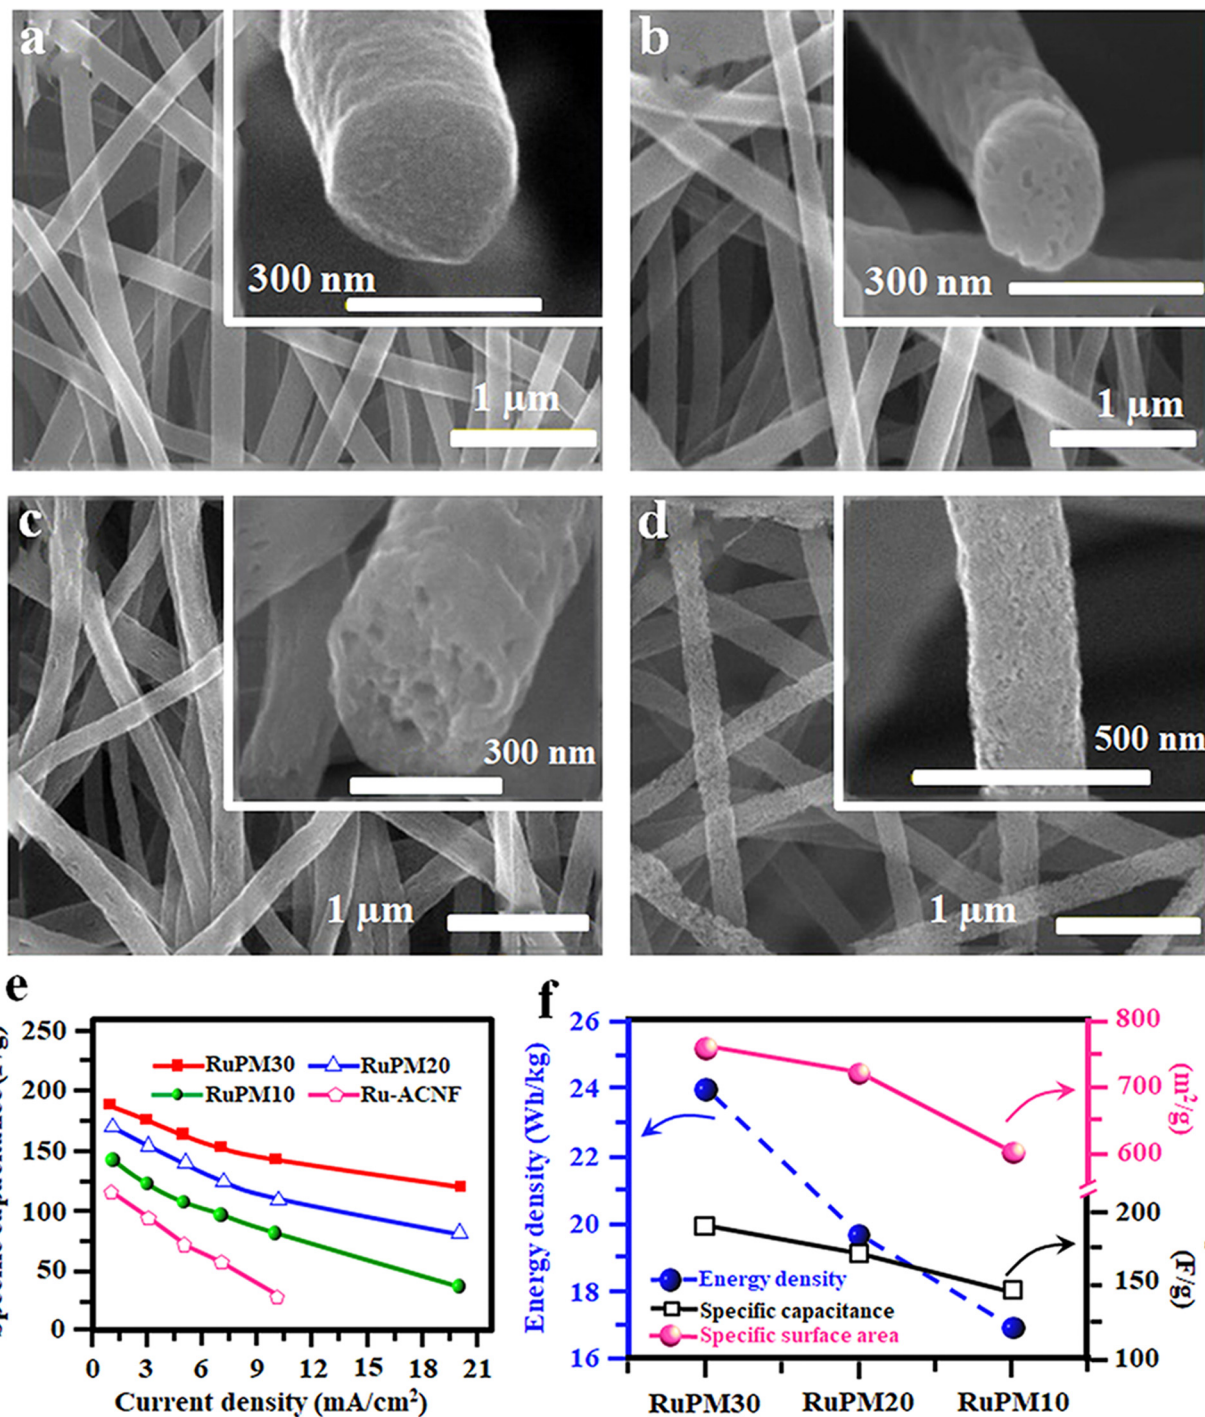 a
300 nm
1 μm
b
300 nm
1 μm
c
300 nm
1 μm
d
500 nm
1 μm
e
250
200
150
100
50
0
RuPM30
RuPM20
RuPM10
Ru-ACNF
0 3 6 9 12 15 18 21
Current density (mA/cm²)
f
Energy density (Wh/kg)
26
24
22
20
18
16
800
700
600
(m²/g)
200
150
100
(F/g)
Energy density
Specific capacitance
Specific surface area
RuPM30 RuPM20 RuPM10